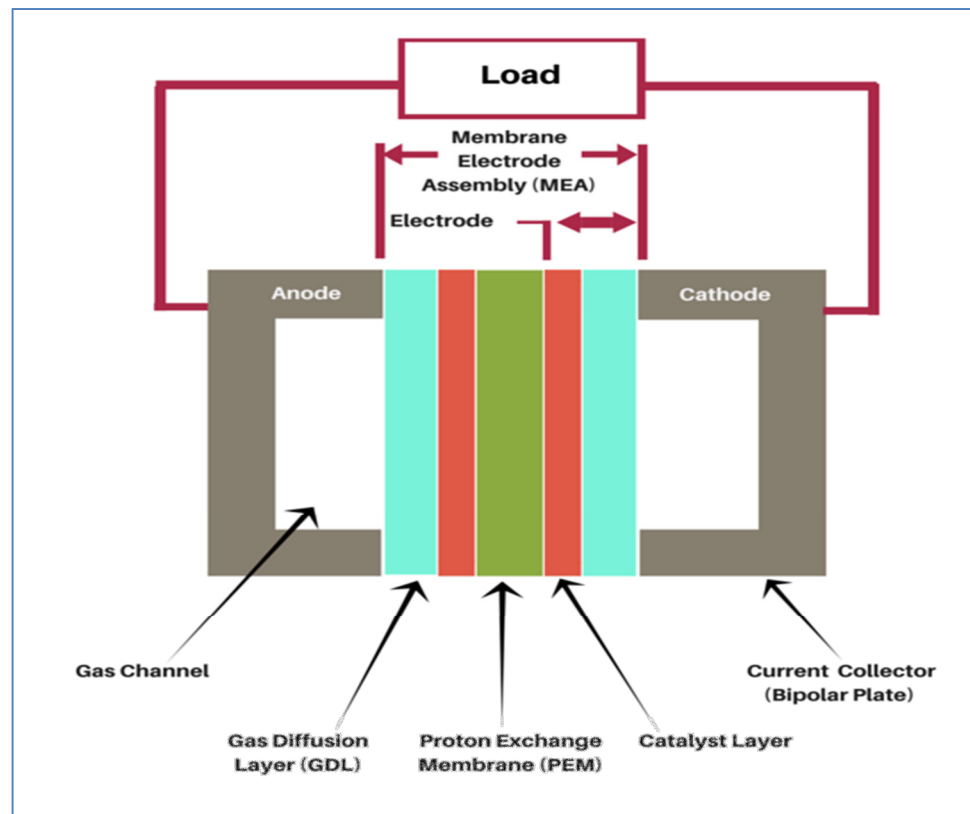 Load
Membrane
Electrode
Assembly (MEA)
Electrode
Anode
Cathode
Gas Channel
Current Collector
(Bipolar Plate)
Gas Diffusion
Layer (GDL)
Proton Exchange
Membrane (PEM)
Catalyst Layer